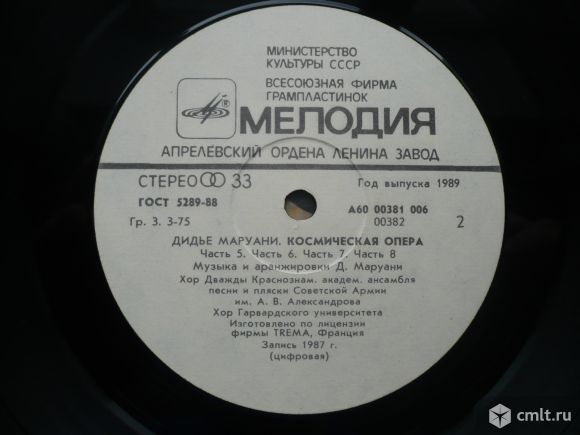 МИНИСТЕРСТВО
КУЛЬТУРЫ СССР
ВСЕСОЮЗНАЯ ФИРМА
ГРАМПЛАСТИНОК
®
МЕЛОДИЯ
АПРЕЛЕВСКИЙ ОРДЕНА ЛЕНИНА ЗАВОД
СТЕРЕО 33
Год выпуска 1989
ГОСТ 5289-88
А60 00381 006
Гр. 3. 3-75
00382
2
ДИДЬЕ МАРУАНИ. КОСМИЧЕСКАЯ ОПЕРА
Часть 5. Часть 6. Часть 7. Часть 8
Музыка и аранжировки Д. Маруани
Хор Дважды Краснознам. академ. ансамбля
песни и пляски Советской Армии
им. А. В. Александрова
Хор Гарвардского университета
Изготовлено по лицензии
фирмы TREMA, Франция
Запись 1987 г.
(цифровая)
cmlt.ru